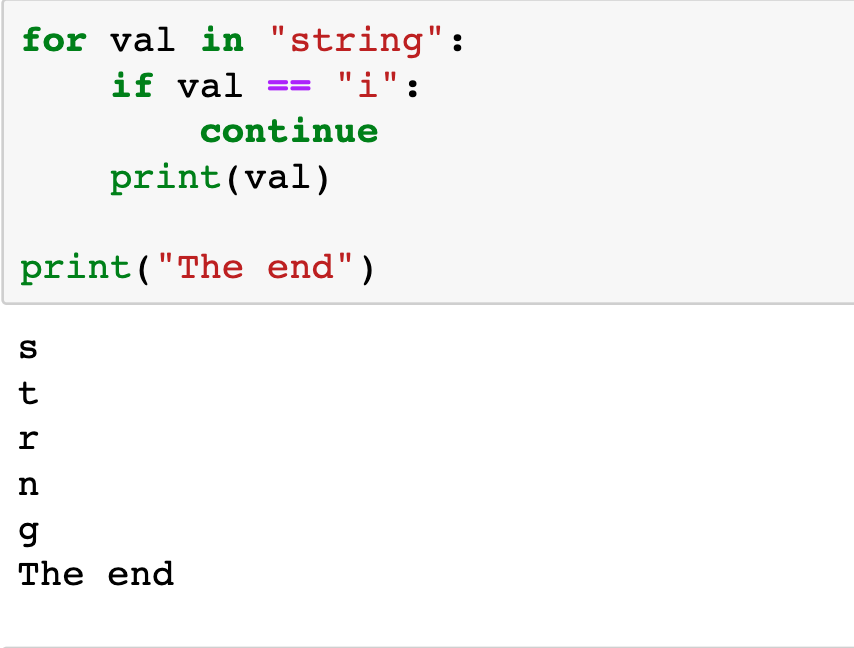 for val in "string":
    if val == "i":
        continue
    print(val)
print("The end")
s
t
r
n
g
The end